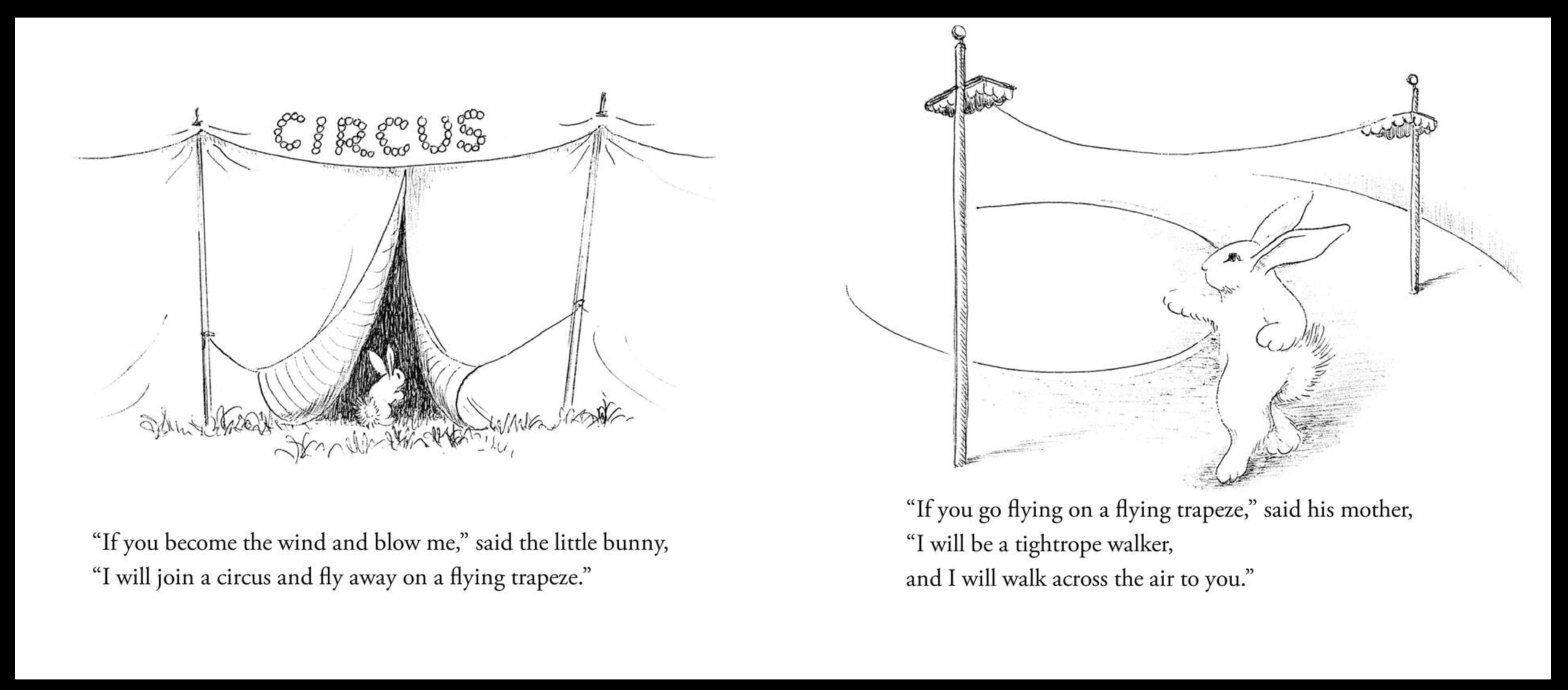 CIRCUS
“If you become the wind and blow me,” said the little bunny,
“I will join a circus and fly away on a flying trapeze.”
“If you go flying on a flying trapeze,” said his mother,
“I will be a tightrope walker,
and I will walk across the air to you.”